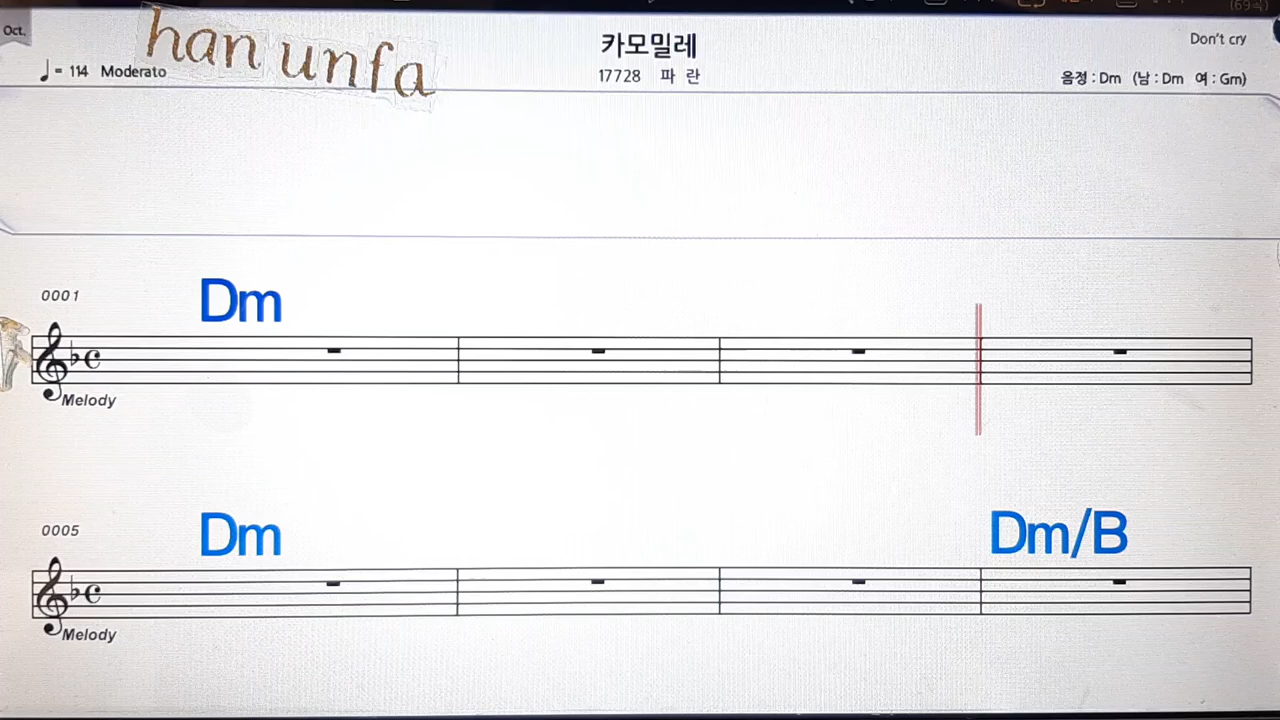 Oct.
han unfa
♩= 114 Moderato
카모밀레
17728 파 란
Don't cry
음정 : Dm (남 : Dm 여 : Gm)
0001
Dm
Melody
0005
Dm
Dm/B
Melody